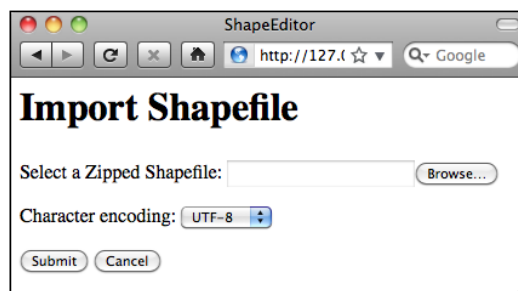 ShapeEditor
http://127.( Google
Import Shapefile
Select a Zipped Shapefile: Browse...
Character encoding: UTF-8
Submit Cancel